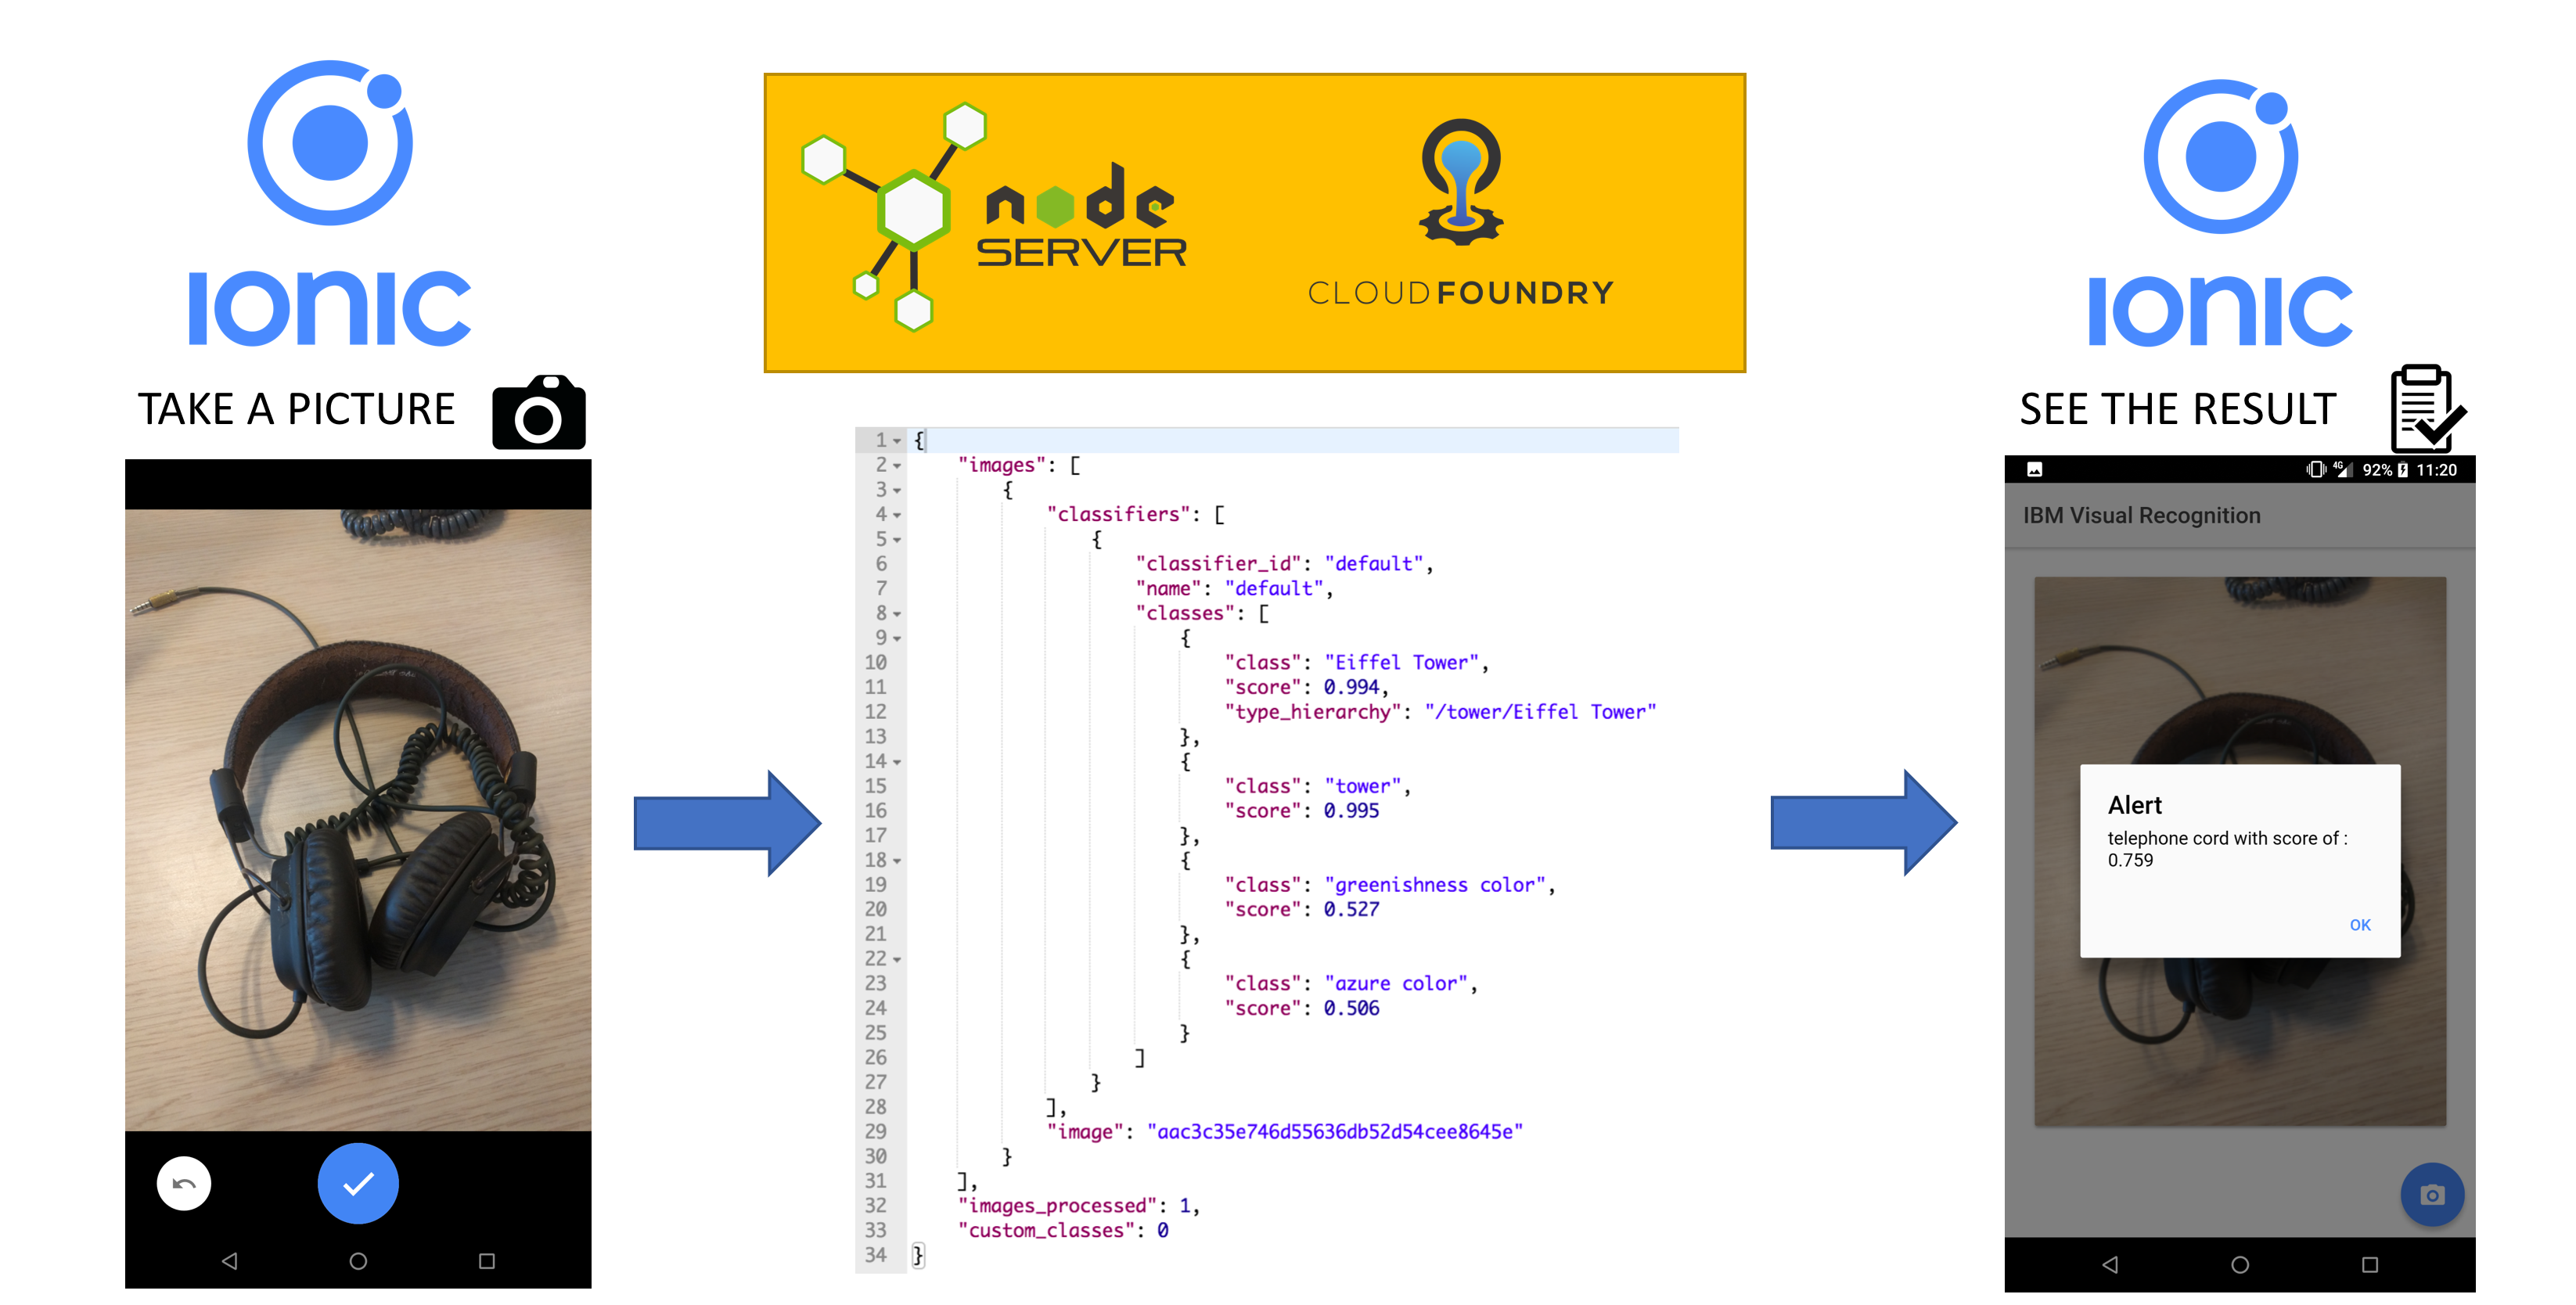 IONIC
TAKE A PICTURE
node
SERVER
CLOUD FOUNDRY
1 {
2 "images": [
3 {
4 "classifiers": [
5 {
6 "classifier_id": "default",
7 "name": "default",
8 "classes": [
9 {
10 "class": "Eiffel Tower",
11 "score": 0.994,
12 "type_hierarchy": "/tower/Eiffel Tower"
13 },
14 {
15 "class": "tower",
16 "score": 0.995
17 },
18 {
19 "class": "greenishness color",
20 "score": 0.527
21 },
22 {
23 "class": "azure color",
24 "score": 0.506
25 }
26 ]
27 }
28 ],
29 "image": "aac3c35e746d55636db52d54cee8645e"
30 }
31 ],
32 "images_processed": 1,
33 "custom_classes": 0
34 }
IONIC
SEE THE RESULT
4G 92% 11:20
IBM Visual Recognition
Alert
telephone cord with score of :
0.759
OK